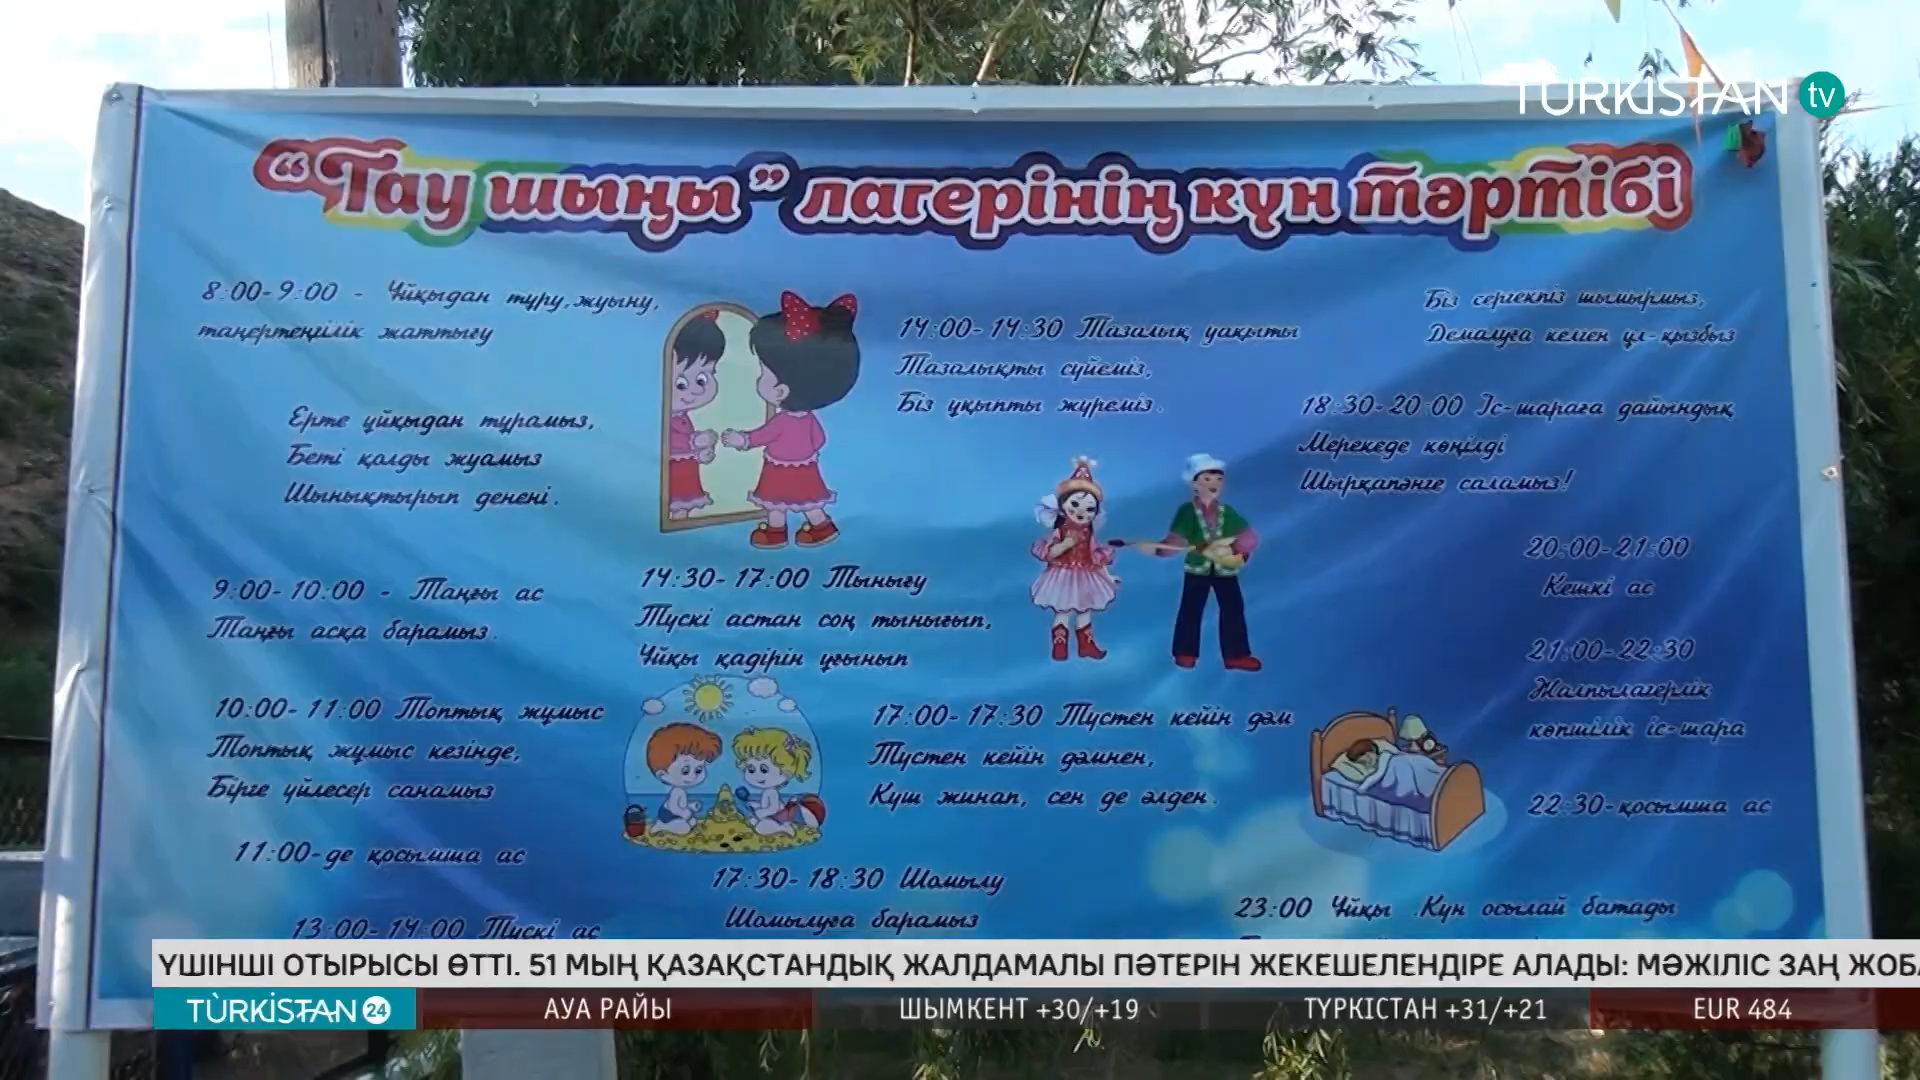 TÜRKİSTAN tv
“Тау шыңы” лагерінің күн тәртібі
8:00-9:00 - Ұйқыдан тұру, жуыну,
таңертеңгілік жаттығу
Ерте ұйқыдан тұрамыз,
Беті қолды жуамыз
Шынықтырып денені.
9:00-10:00 - Таңғы ас
Таңғы асқа барамыз.
10:00-11:00 Топтық жұмыс
Топтық жұмыс кезінде,
Бірге үйлесер санамыз
11:00-де қосымша ас
13:00-14:00 Түскі ас
14:00-14:30 Тазалық уақыты
Тазалықты сүйеміз,
Біз ұқыпты жүреміз.
14:30-17:00 Тынығу
Түскі астан соң тынығып,
Ұйқы қадірін ұғынып
17:00-17:30 Түстен кейін дәм
Түстен кейін дәмнен,
Күш жинап, сен де әлден.
17:30-18:30 Шомылу
Шомылуға барамыз
Біз сергекпіз шымырмыз,
Демалуға келген ұл-қызбыз
18:30-20:00 Іс-шараға дайындық
Мерекеде көңілді
Шырқапәнге саламыз!
20:00-21:00
Кешкі ас
21:00-22:30
Жалпылагерлік
көпшілік іс-шара
22:30-қосымша ас
23:00 Ұйқы .Күн осылай батады
ҮШІНШІ ОТЫРЫСЫ ӨТТІ. 51 МЫҢ ҚАЗАҚСТАНДЫҚ ЖАЛДАМАЛЫ ПӘТЕРІН ЖЕКЕШЕЛЕНДІРЕ АЛАДЫ: МӘЖІЛІС ЗАҢ ЖОБА
TÜRKİSTAN 24 АУА РАЙЫ ШЫМКЕНТ +30/+19 ТҮРКІСТАН +31/+21 EUR 484